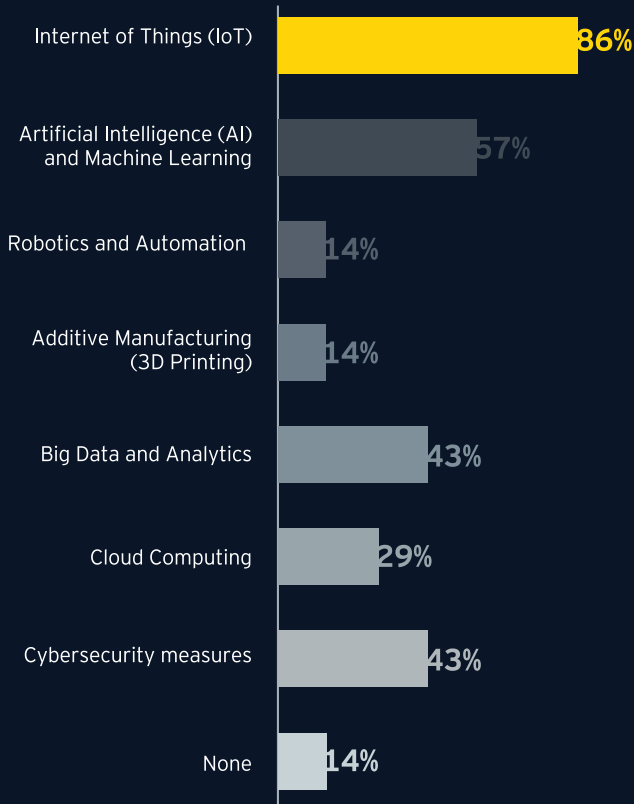 Internet of Things (IoT)
86%
Artificial Intelligence (AI)
and Machine Learning
57%
Robotics and Automation
14%
Additive Manufacturing
(3D Printing)
14%
Big Data and Analytics
43%
Cloud Computing
29%
Cybersecurity measures
43%
None
14%